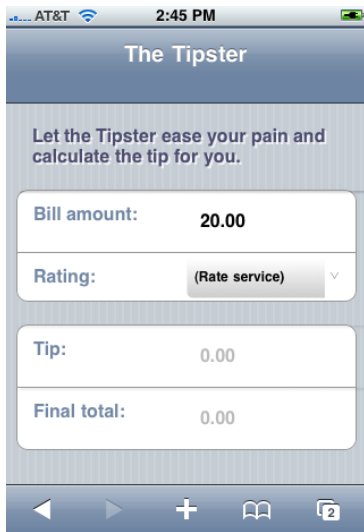 AT&T 2:45 PM
The Tipster
Let the Tipster ease your pain and
calculate the tip for you.
Bill amount: 20.00
Rating: (Rate service)
Tip: 0.00
Final total: 0.00
2